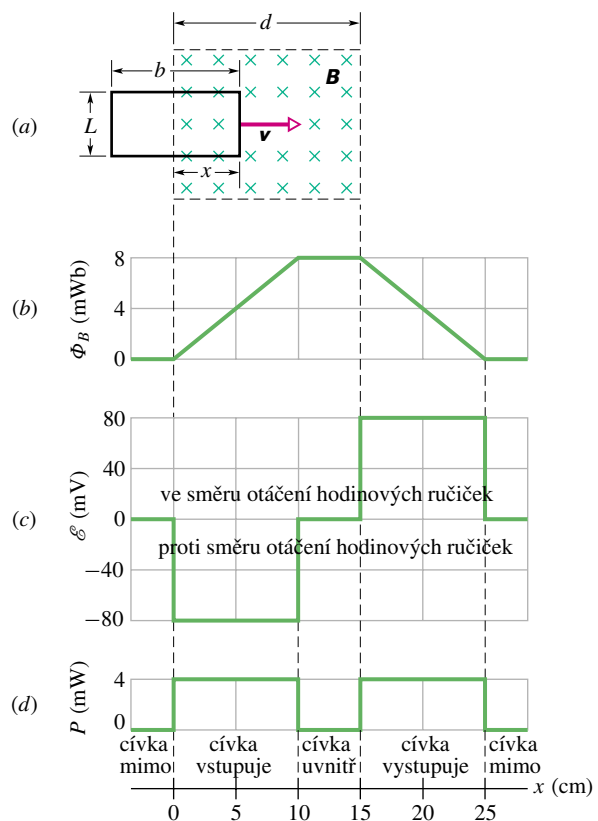 d
b
B
(a)
L
v
x
8
4
0
(b)
Φ_B (mWb)
80
40
0
−40
−80
(c)
ℰ (mV)
ve směru otáčení hodinových ručiček
proti směru otáčení hodinových ručiček
4
0
(d)
P (mW)
cívka mimo
cívka vstupuje
cívka uvnitř
cívka vystupuje
cívka mimo
x (cm)
0 5 10 15 20 25